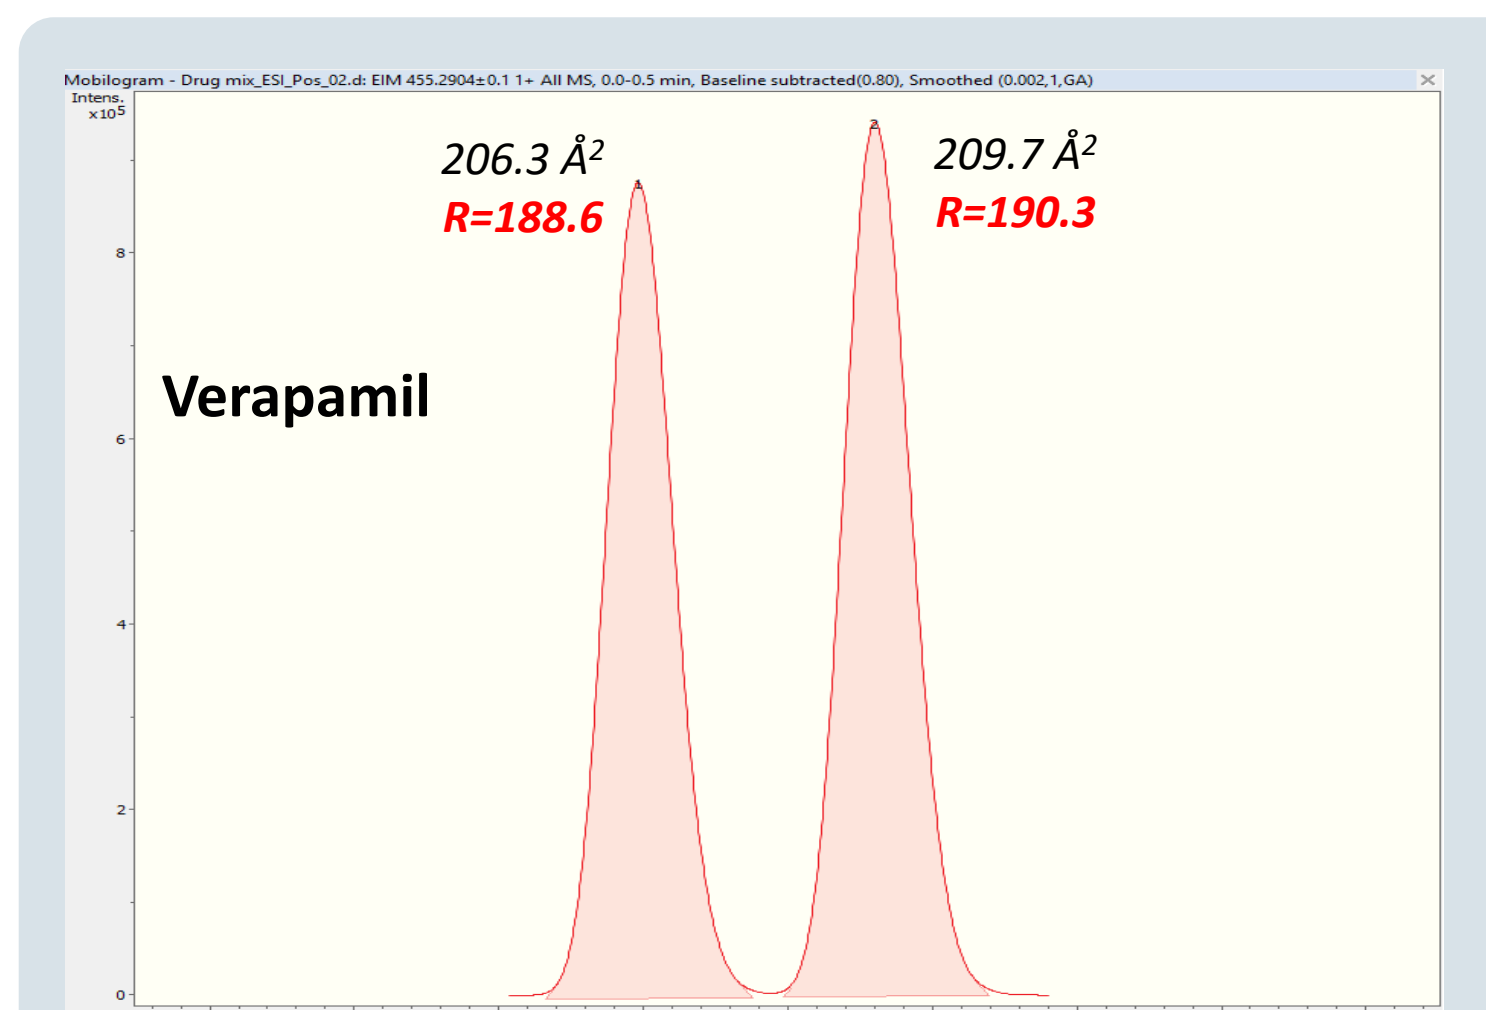 Mobilogram - Drug mix_ESI_Pos_02.d: EIM 455.2904±0.1 1+ All MS, 0.0-0.5 min, Baseline subtracted(0.80), Smoothed (0.002,1,GA)
Intens.
x10⁵
206.3 Å²
R=188.6
209.7 Å²
R=190.3
1
2
Verapamil
8
6
4
2
0